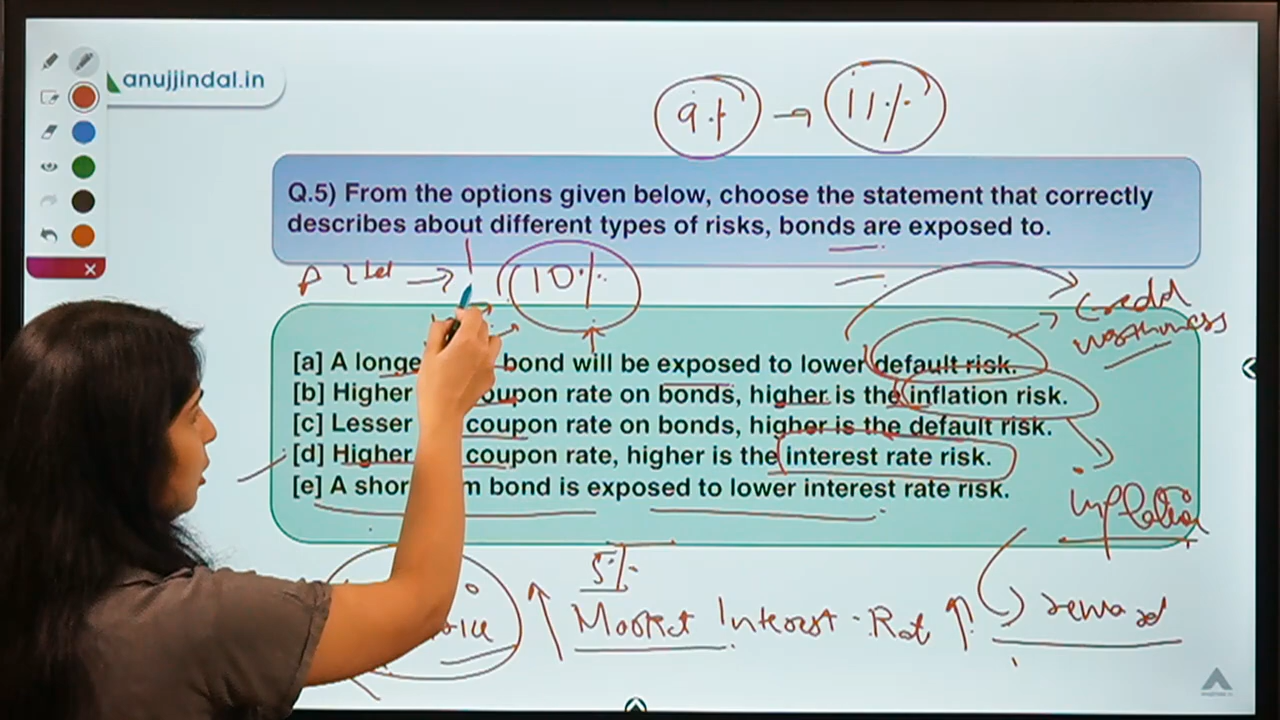 anujjindal.in
9% → 11%
Q.5) From the options given below, choose the statement that correctly
describes about different types of risks, bonds are exposed to.
→ 10%
[a] A longe bond will be exposed to lower default risk.
[b] Higher oupon rate on bonds, higher is the inflation risk.
[c] Lesser coupon rate on bonds, higher is the default risk.
[d] Higher coupon rate, higher is the interest rate risk.
[e] A shor m bond is exposed to lower interest rate risk.
inflation
5%
Market Interest Rat reward